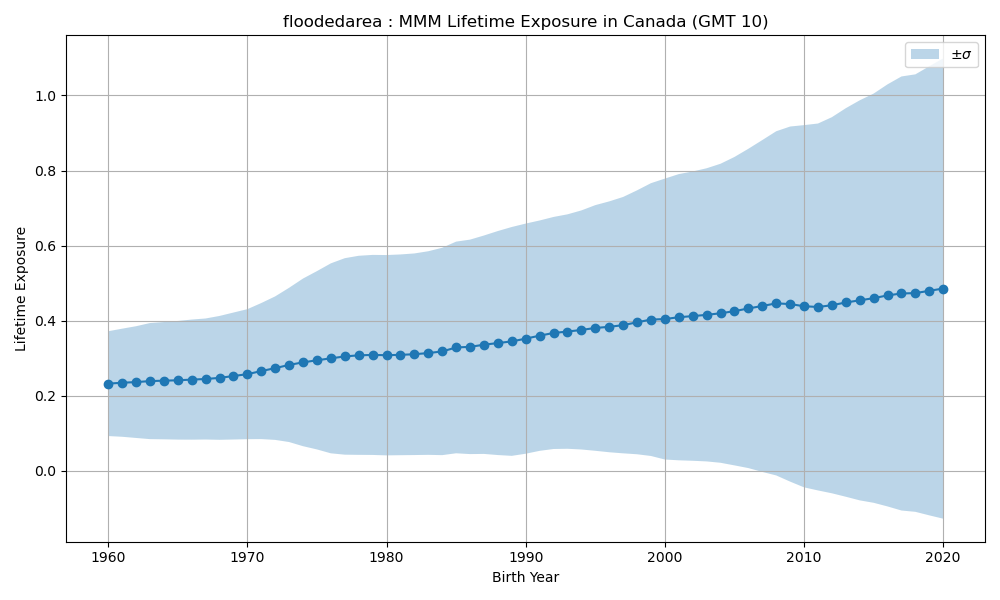 floodedarea : MMM Lifetime Exposure in Canada (GMT 10)
±σ
Lifetime Exposure
1.0
0.8
0.6
0.4
0.2
0.0
1960 1970 1980 1990 2000 2010 2020
Birth Year